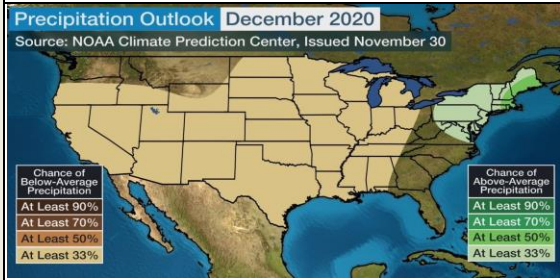 Precipitation Outlook December 2020
Source: NOAA Climate Prediction Center, Issued November 30
Chance of
Below-Average
Precipitation
At Least 90%
At Least 70%
At Least 50%
At Least 33%
Chance of
Above-Average
Precipitation
At Least 90%
At Least 70%
At Least 50%
At Least 33%